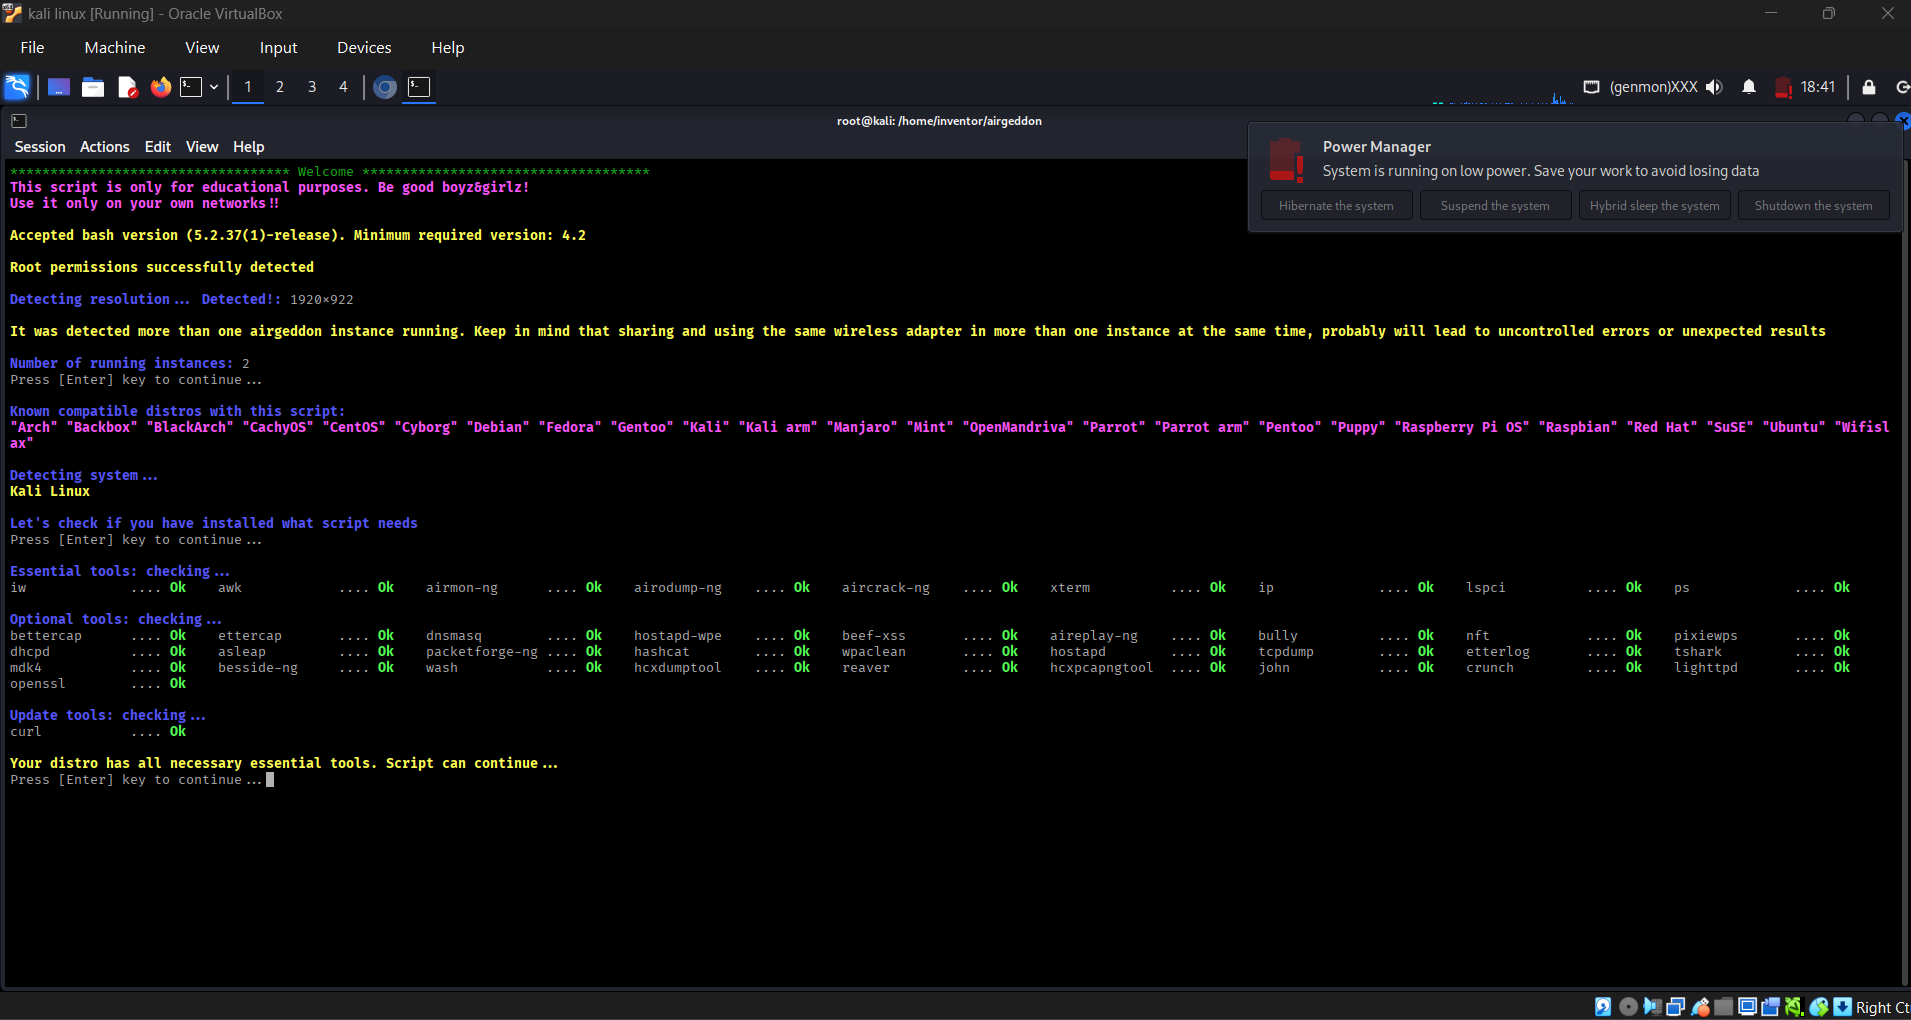 kali linux [Running] - Oracle VirtualBox
File Machine View Input Devices Help
1 2 3 4 (genmon)XXX 18:41
root@kali: /home/inventor/airgeddon
Session Actions Edit View Help
Power Manager
System is running on low power. Save your work to avoid losing data
Hibernate the system Suspend the system Hybrid sleep the system Shutdown the system
*********************************** Welcome ************************************
This script is only for educational purposes. Be good boyz&girlz!
Use it only on your own networks!!
Accepted bash version (5.2.37(1)-release). Minimum required version: 4.2
Root permissions successfully detected
Detecting resolution... Detected!: 1920x922
It was detected more than one airgeddon instance running. Keep in mind that sharing and using the same wireless adapter in more than one instance at the same time, probably will lead to uncontrolled errors or unexpected results
Number of running instances: 2
Press [Enter] key to continue...
Known compatible distros with this script:
"Arch" "Backbox" "BlackArch" "CachyOS" "CentOS" "Cyborg" "Debian" "Fedora" "Gentoo" "Kali" "Kali arm" "Manjaro" "Mint" "OpenMandriva" "Parrot" "Parrot arm" "Pentoo" "Puppy" "Raspberry Pi OS" "Raspbian" "Red Hat" "SuSE" "Ubuntu" "Wifisl
ax"
Detecting system...
Kali Linux
Let's check if you have installed what script needs
Press [Enter] key to continue...
Essential tools: checking...
iw .... Ok awk .... Ok airmon-ng .... Ok airodump-ng .... Ok aircrack-ng .... Ok xterm .... Ok ip .... Ok lspci .... Ok ps .... Ok
Optional tools: checking...
bettercap .... Ok ettercap .... Ok dnsmasq .... Ok hostapd-wpe .... Ok beef-xss .... Ok aireplay-ng .... Ok bully .... Ok nft .... Ok pixiewps .... Ok
dhcpd .... Ok asleap .... Ok packetforge-ng .... Ok hashcat .... Ok wpaclean .... Ok hostapd .... Ok tcpdump .... Ok etterlog .... Ok tshark .... Ok
mdk4 .... Ok besside-ng .... Ok wash .... Ok hcxdumptool .... Ok reaver .... Ok hcxpcapngtool .... Ok john .... Ok crunch .... Ok lighttpd .... Ok
openssl .... Ok
Update tools: checking...
curl .... Ok
Your distro has all necessary essential tools. Script can continue...
Press [Enter] key to continue...
Right Ct